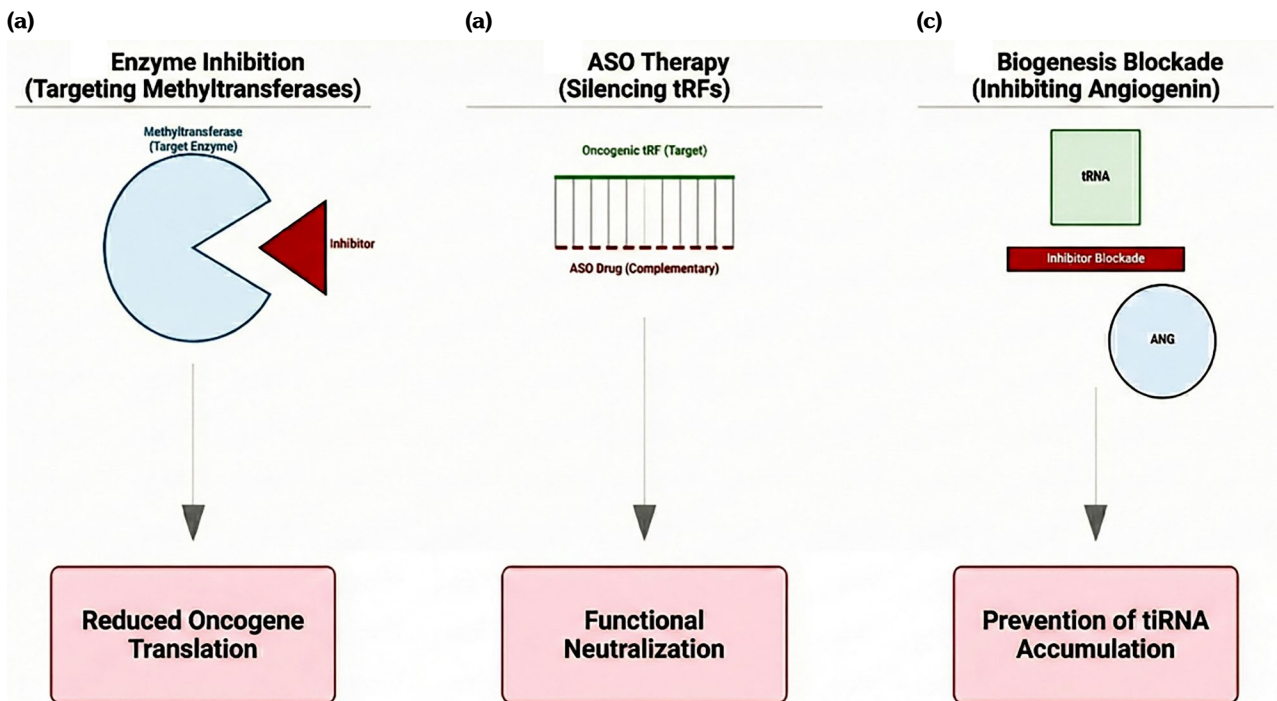 (a)
Enzyme Inhibition
(Targeting Methyltransferases)
Methyltransferase
(Target Enzyme)
Inhibitor
Reduced Oncogene
Translation
(a)
ASO Therapy
(Silencing tRFs)
Oncogenic tRF (Target)
ASO Drug (Complementary)
Functional
Neutralization
(c)
Biogenesis Blockade
(Inhibiting Angiogenin)
tRNA
Inhibitor Blockade
ANG
Prevention of tiRNA
Accumulation